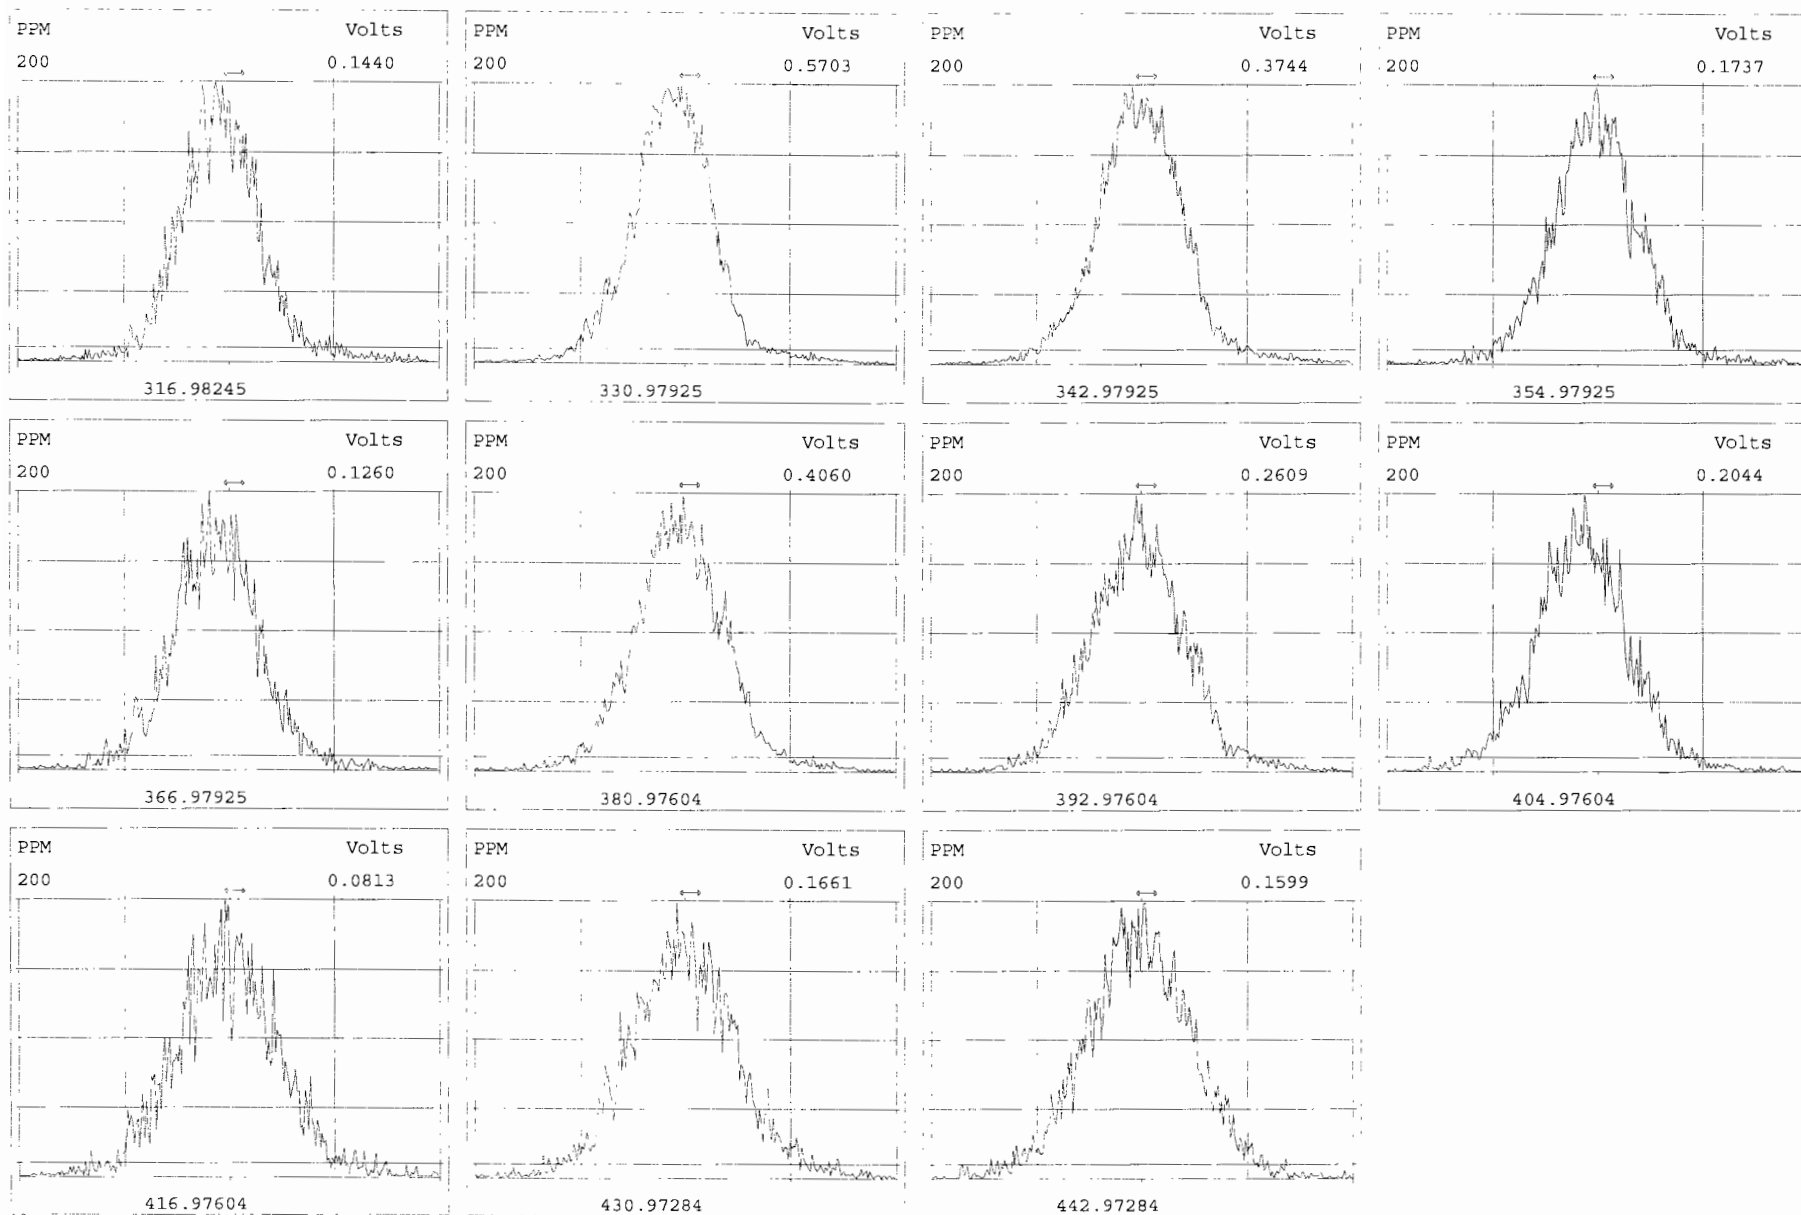 PPM Volts
200 0.1440
316.98245
PPM Volts
200 0.5703
330.97925
PPM Volts
200 0.3744
342.97925
PPM Volts
200 0.1737
354.97925
PPM Volts
200 0.1260
366.97925
PPM Volts
200 0.4060
380.97604
PPM Volts
200 0.2609
392.97604
PPM Volts
200 0.2044
404.97604
PPM Volts
200 0.0813
416.97604
PPM Volts
200 0.1661
430.97284
PPM Volts
200 0.1599
442.97284